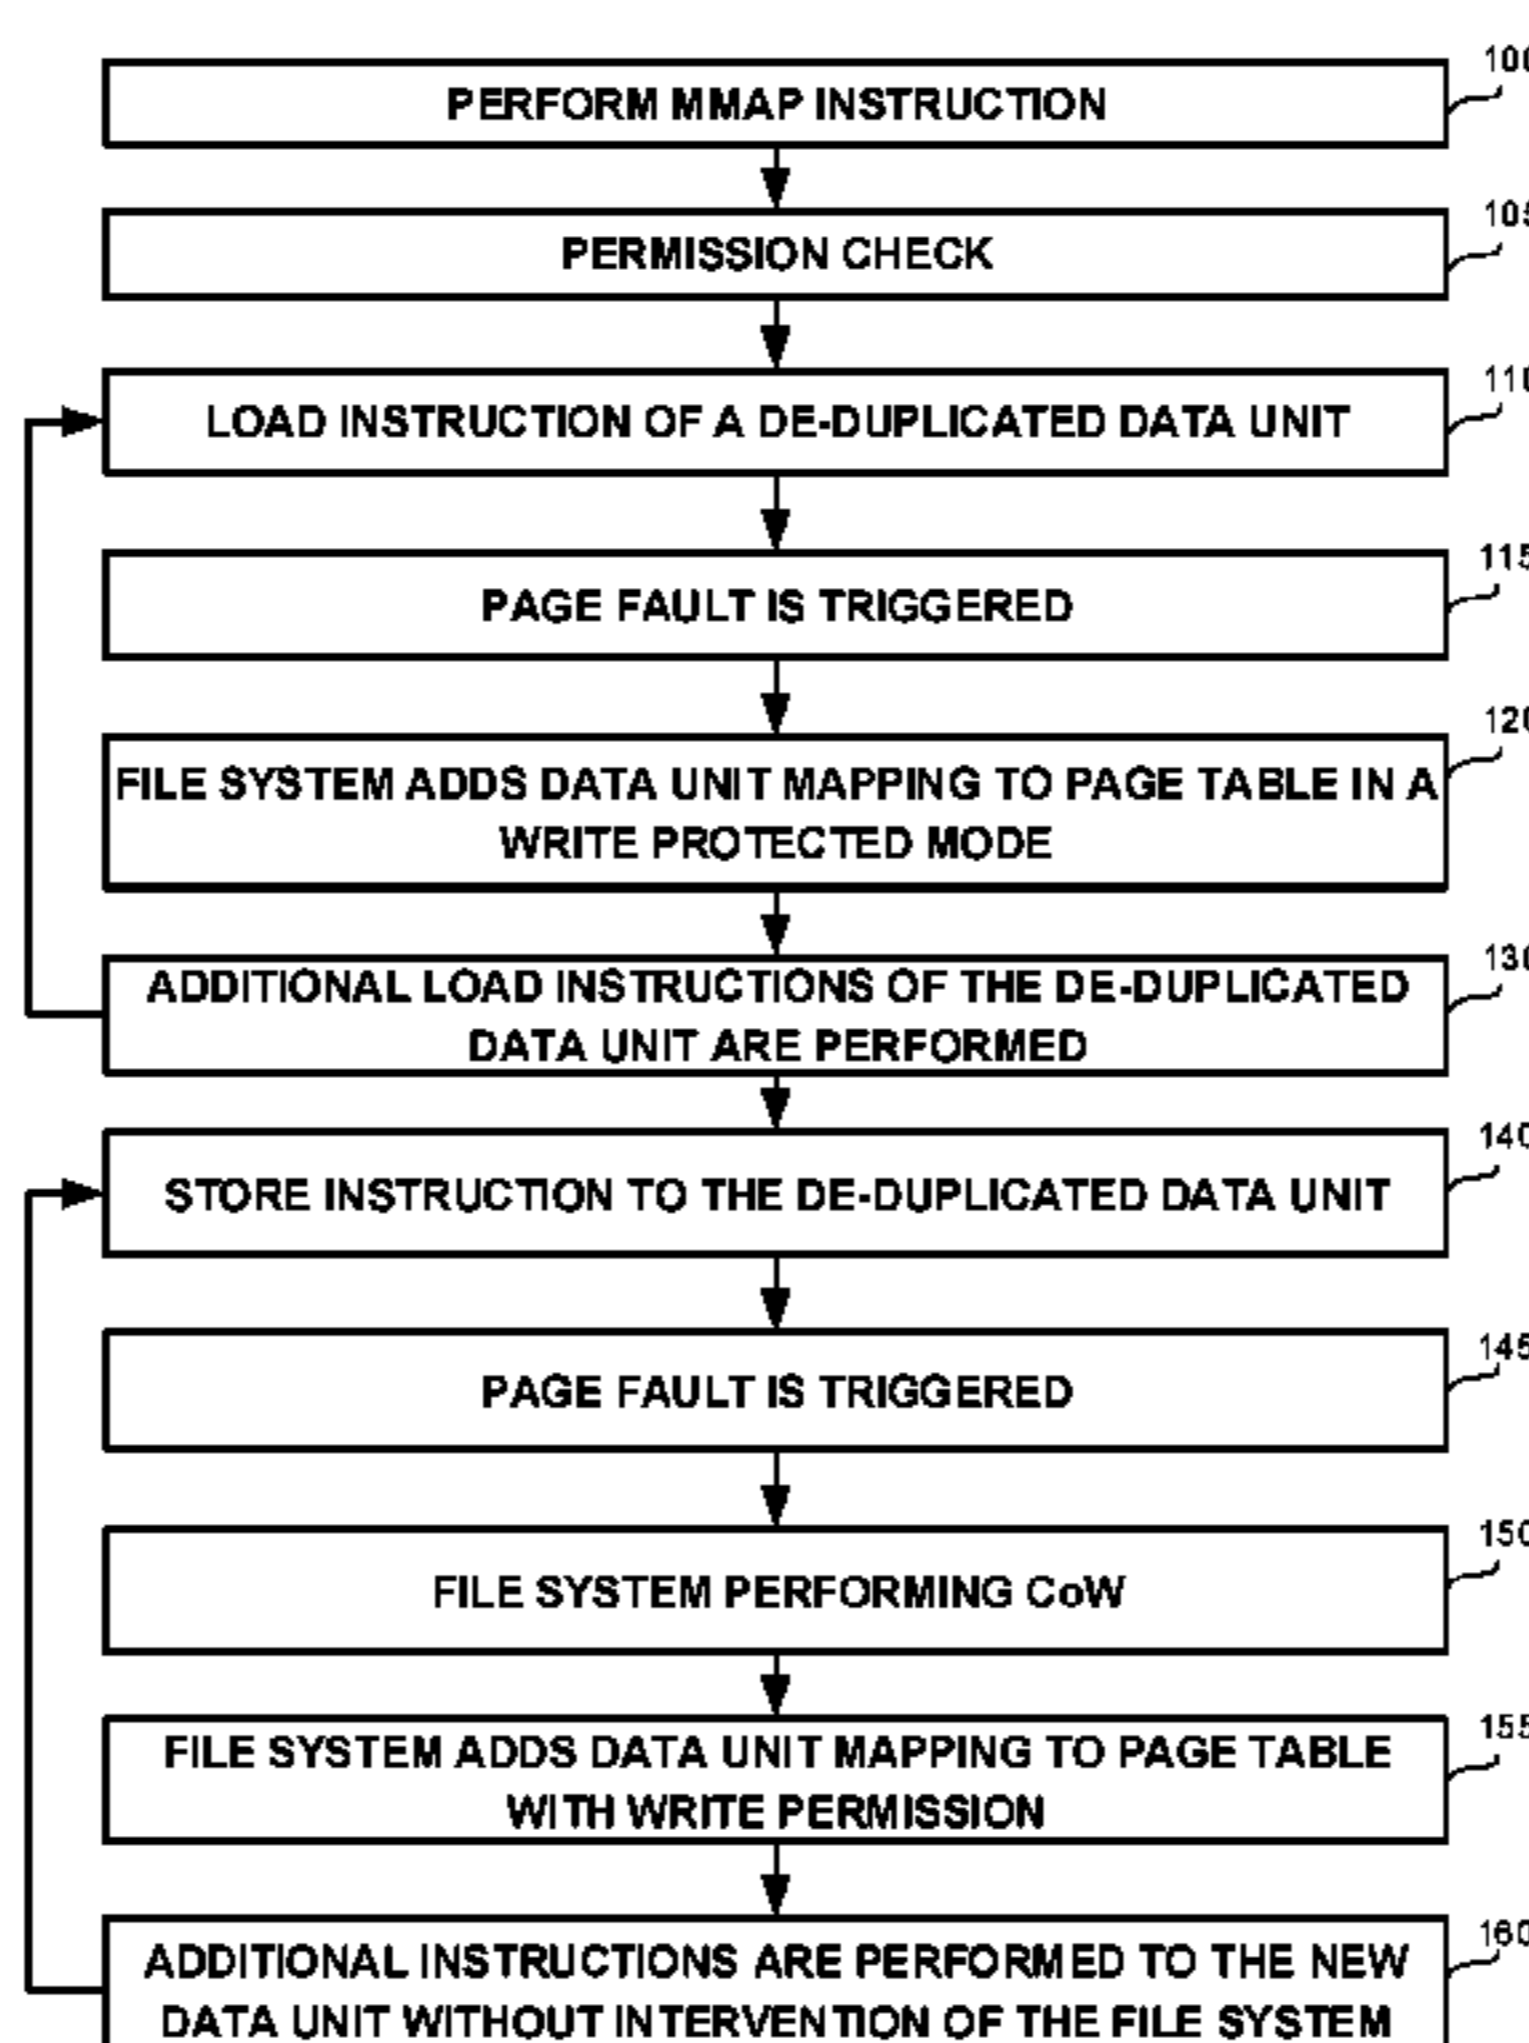 100
PERFORM MMAP INSTRUCTION
105
PERMISSION CHECK
110
LOAD INSTRUCTION OF A DE-DUPLICATED DATA UNIT
115
PAGE FAULT IS TRIGGERED
120
FILE SYSTEM ADDS DATA UNIT MAPPING TO PAGE TABLE IN A
WRITE PROTECTED MODE
130
ADDITIONAL LOAD INSTRUCTIONS OF THE DE-DUPLICATED
DATA UNIT ARE PERFORMED
140
STORE INSTRUCTION TO THE DE-DUPLICATED DATA UNIT
145
PAGE FAULT IS TRIGGERED
150
FILE SYSTEM PERFORMING CoW
155
FILE SYSTEM ADDS DATA UNIT MAPPING TO PAGE TABLE
WITH WRITE PERMISSION
160
ADDITIONAL INSTRUCTIONS ARE PERFORMED TO THE NEW
DATA UNIT WITHOUT INTERVENTION OF THE FILE SYSTEM